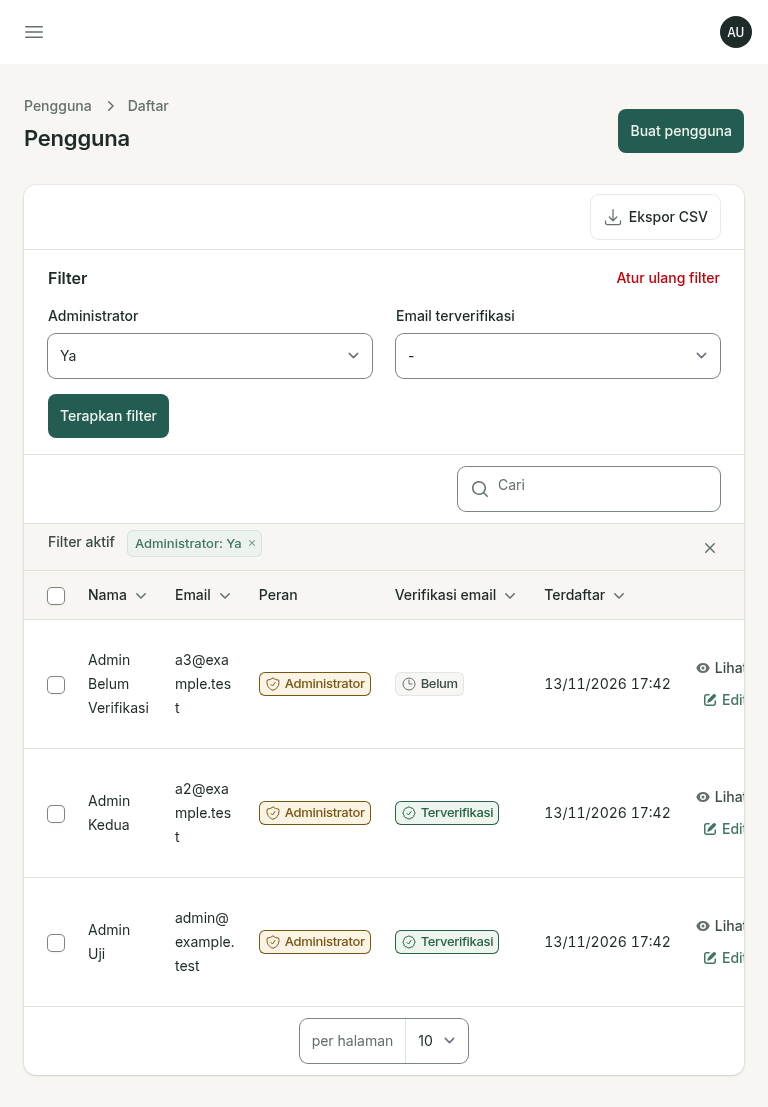 AU
Pengguna > Daftar
Pengguna
Buat pengguna
Ekspor CSV
Filter
Atur ulang filter
Administrator
Email terverifikasi
Ya
-
Terapkan filter
Cari
Filter aktif
Administrator: Ya ×
Nama Email Peran Verifikasi email Terdaftar
Admin
Belum
Verifikasi
a3@exa
mple.tes
t
Administrator
Belum
13/11/2026 17:42
Lihat
Edit
Admin
Kedua
a2@exa
mple.tes
t
Administrator
Terverifikasi
13/11/2026 17:42
Lihat
Edit
Admin
Uji
admin@
example.
test
Administrator
Terverifikasi
13/11/2026 17:42
Lihat
Edit
per halaman 10